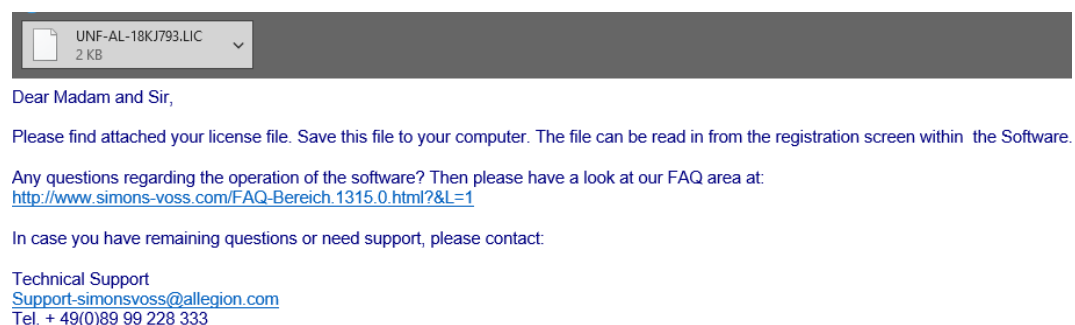 UNF-AL-18KJ793.LIC
2 KB
Dear Madam and Sir,
Please find attached your license file. Save this file to your computer. The file can be read in from the registration screen within  the Software.
Any questions regarding the operation of the software? Then please have a look at our FAQ area at:
http://www.simons-voss.com/FAQ-Bereich.1315.0.html?&L=1
In case you have remaining questions or need support, please contact:
Technical Support
Support-simonsvoss@allegion.com
Tel. + 49(0)89 99 228 333